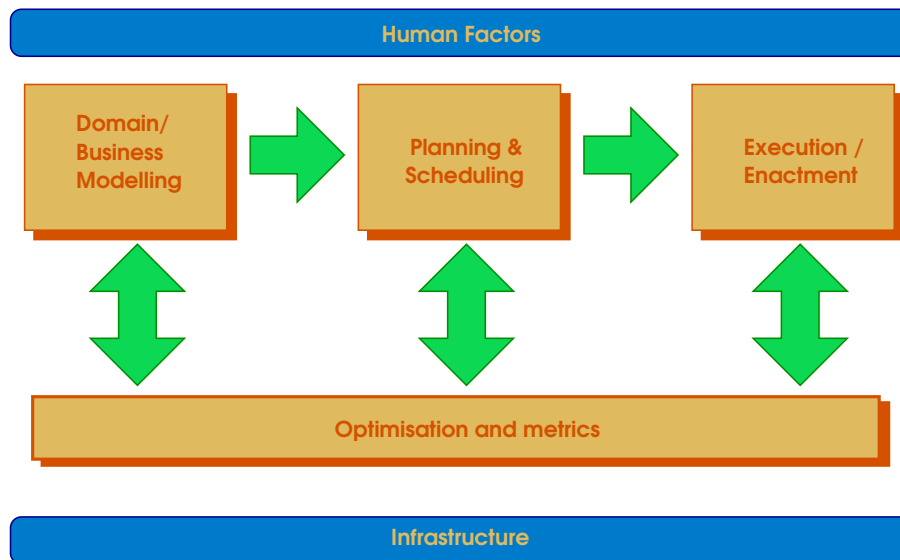 Human Factors
Domain/
Business
Modelling
Planning &
Scheduling
Execution /
Enactment
Optimisation and metrics
Infrastructure